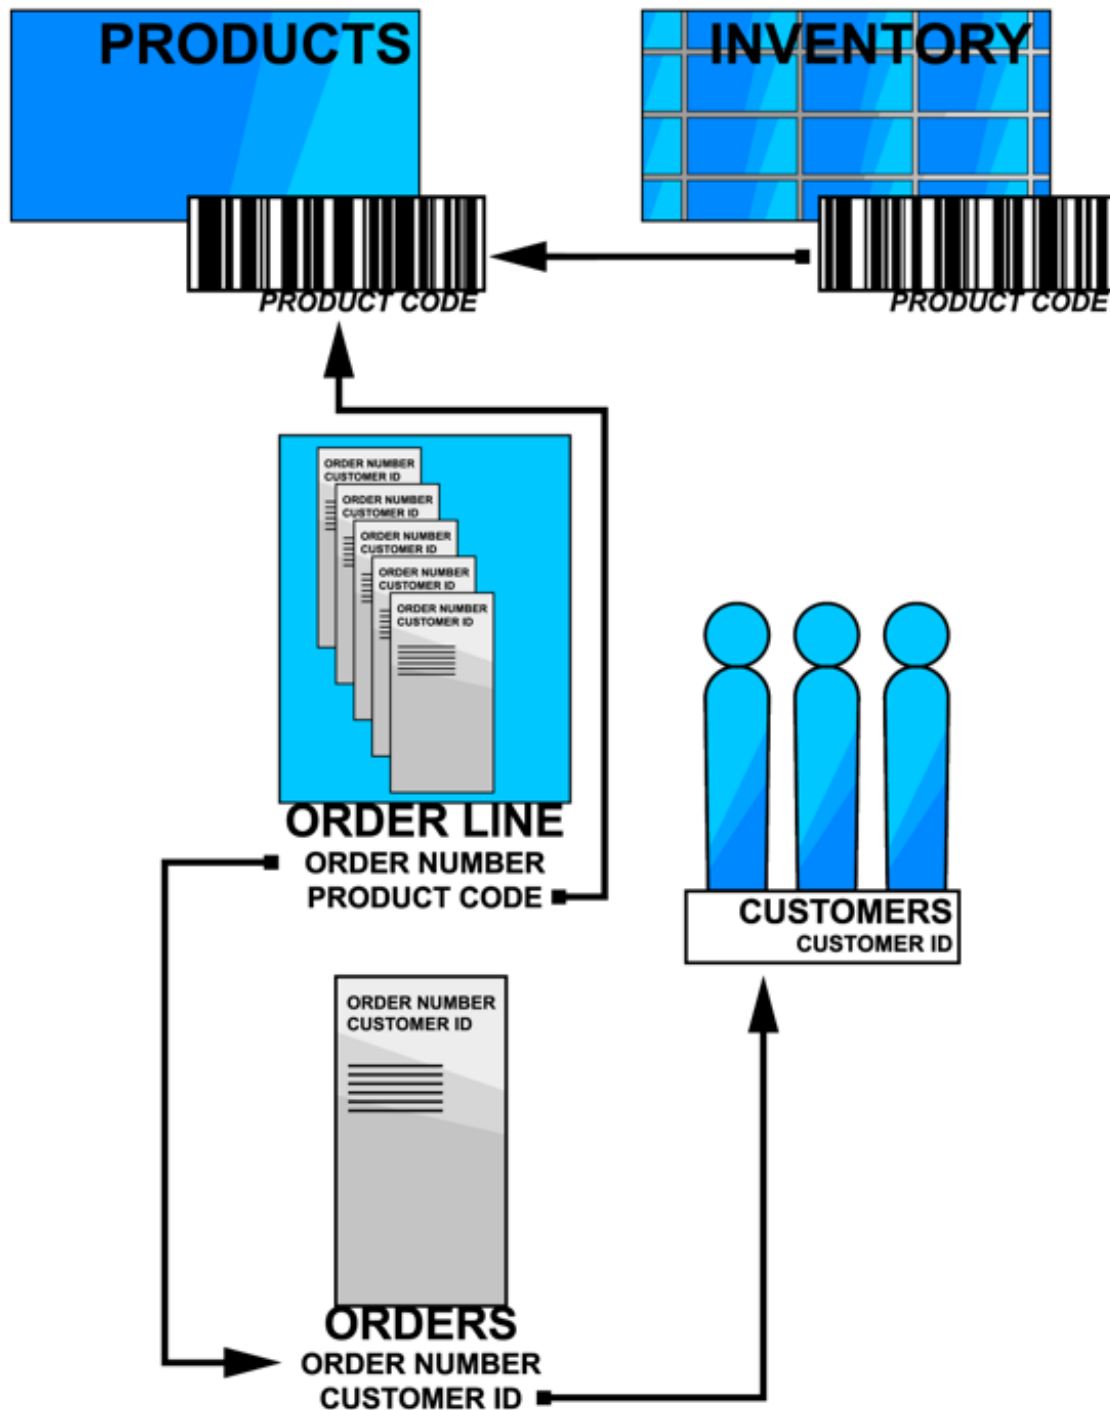 PRODUCTS
PRODUCT CODE
INVENTORY
PRODUCT CODE
ORDER NUMBER
CUSTOMER ID
ORDER NUMBER
CUSTOMER ID
ORDER NUMBER
CUSTOMER ID
ORDER NUMBER
CUSTOMER ID
ORDER NUMBER
CUSTOMER ID
ORDER LINE
ORDER NUMBER
PRODUCT CODE
CUSTOMERS
CUSTOMER ID
ORDER NUMBER
CUSTOMER ID
ORDERS
ORDER NUMBER
CUSTOMER ID